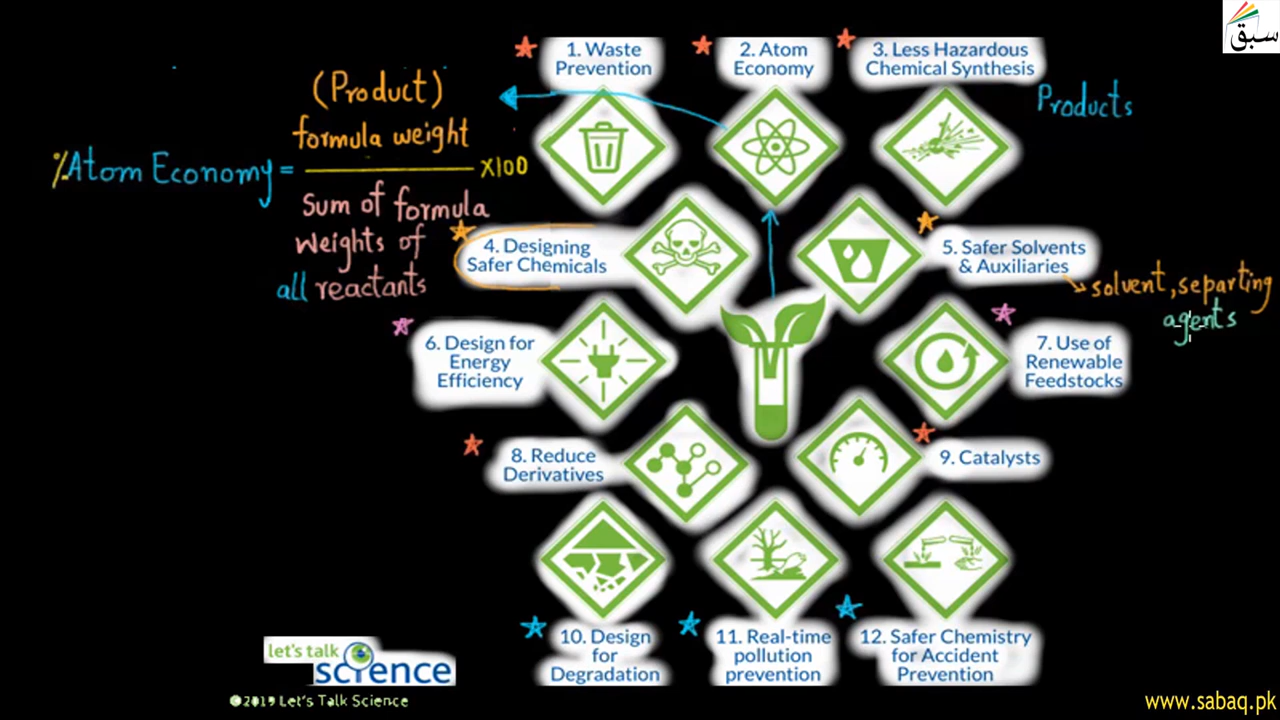 سبق
1. Waste
Prevention
2. Atom
Economy
3. Less Hazardous
Chemical Synthesis
Products
(Product)
formula weight
%Atom Economy= x100
Sum of formula
weights of
all reactants
4. Designing
Safer Chemicals
5. Safer Solvents
& Auxiliaries
solvent, separting
agents
6. Design for
Energy
Efficiency
7. Use of
Renewable
Feedstocks
8. Reduce
Derivatives
9. Catalysts
10. Design
for
Degradation
11. Real-time
pollution
prevention
12. Safer Chemistry
for Accident
Prevention
let's talk
science
©2019 Let's Talk Science
www.sabaq.pk